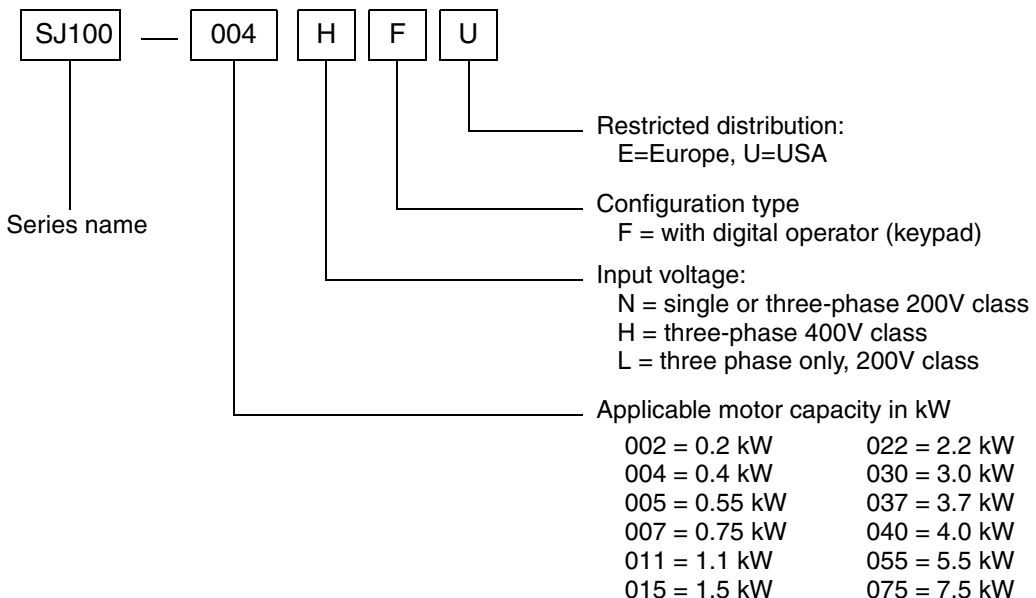 SJ100 — 004 H F U
Restricted distribution:
E=Europe, U=USA
Configuration type
F = with digital operator (keypad)
Series name
Input voltage:
N = single or three-phase 200V class
H = three-phase 400V class
L = three phase only, 200V class
Applicable motor capacity in kW
002 = 0.2 kW 022 = 2.2 kW
004 = 0.4 kW 030 = 3.0 kW
005 = 0.55 kW 037 = 3.7 kW
007 = 0.75 kW 040 = 4.0 kW
011 = 1.1 kW 055 = 5.5 kW
015 = 1.5 kW 075 = 7.5 kW